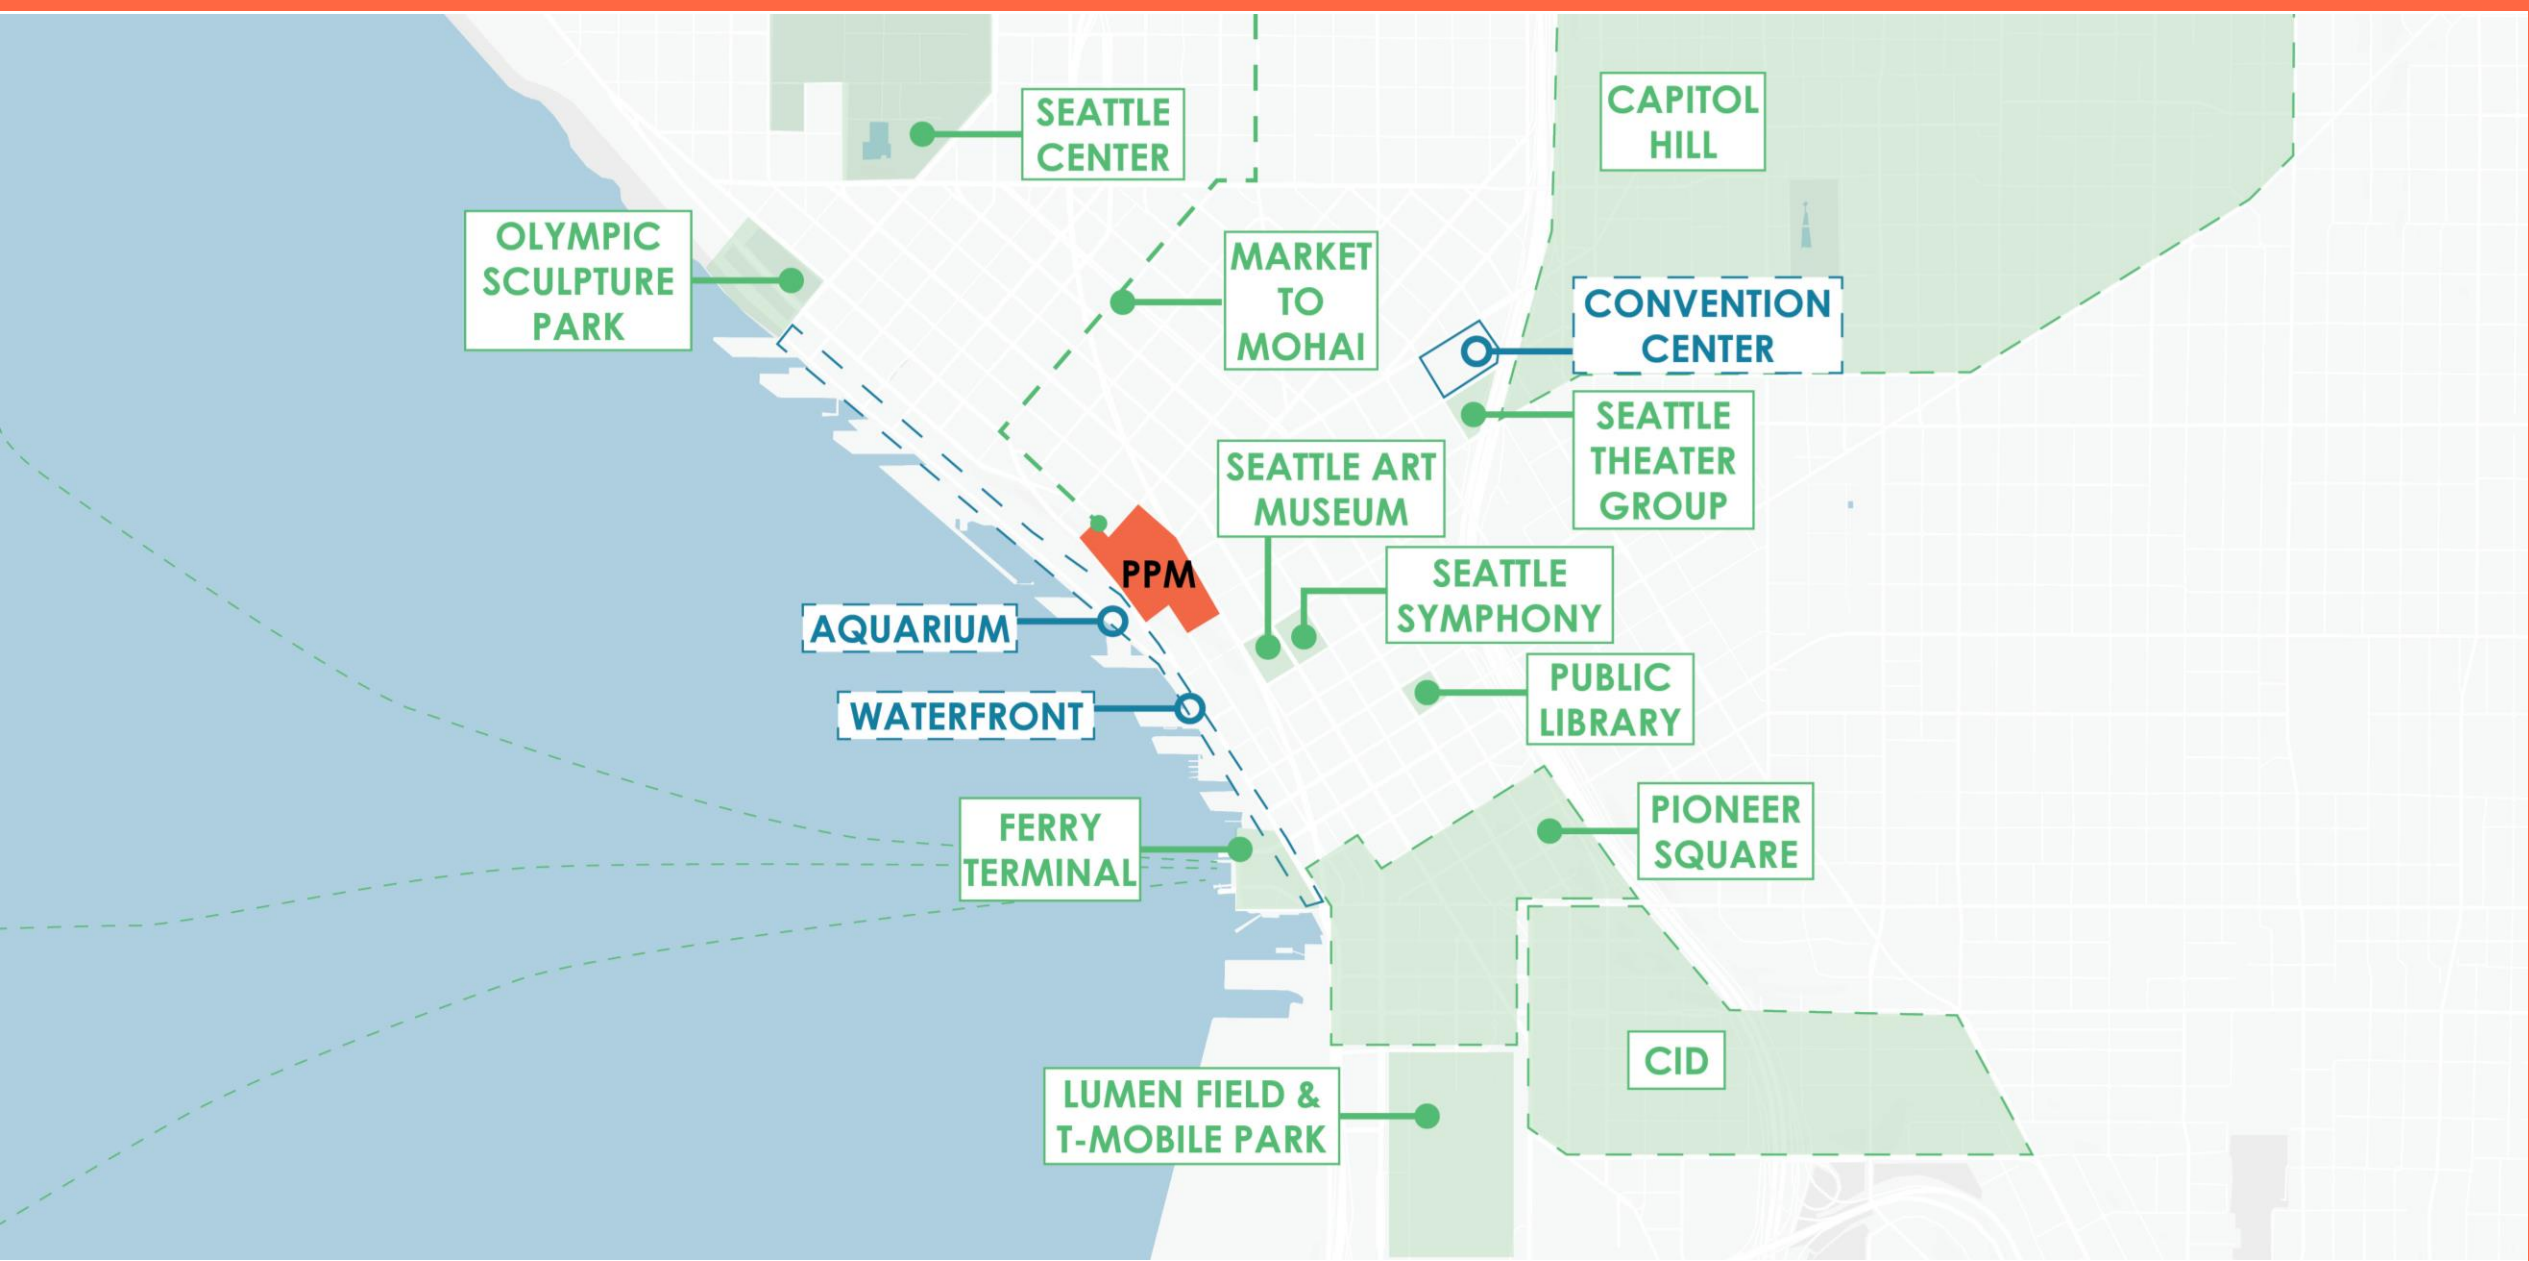 SEATTLE
CENTER
CAPITOL
HILL
OLYMPIC
SCULPTURE
PARK
MARKET
TO
MOHAI
CONVENTION
CENTER
SEATTLE
THEATER
GROUP
SEATTLE ART
MUSEUM
PPM
SEATTLE
SYMPHONY
AQUARIUM
PUBLIC
LIBRARY
WATERFRONT
FERRY
TERMINAL
PIONEER
SQUARE
CID
LUMEN FIELD &
T-MOBILE PARK